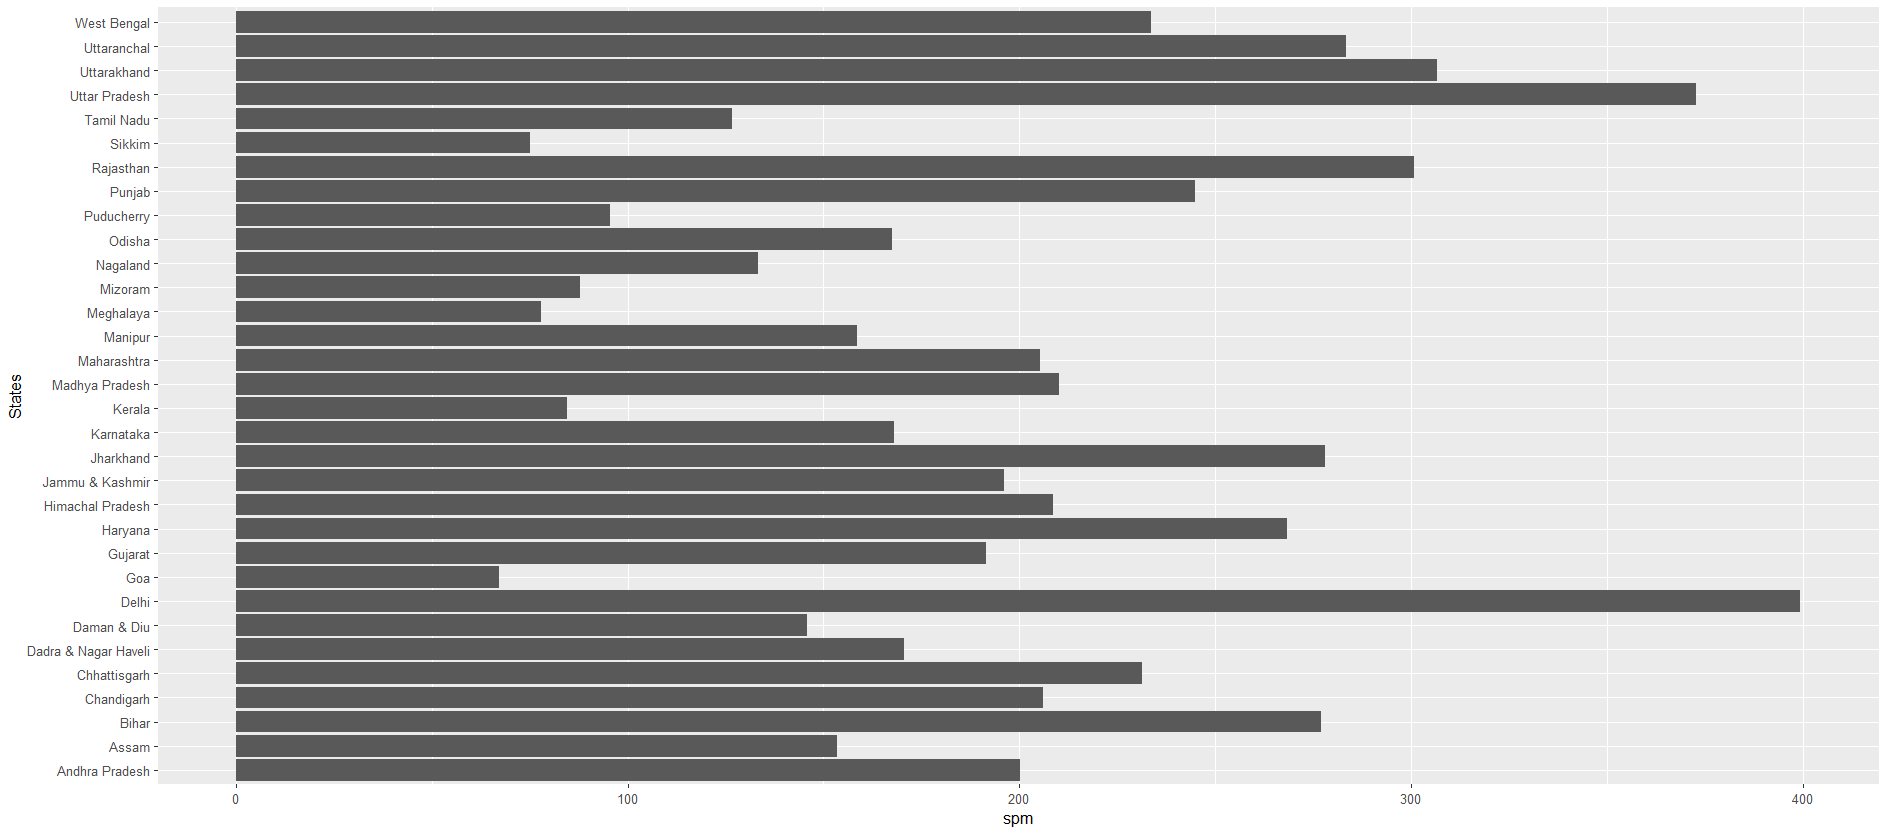 West Bengal
Uttaranchal
Uttarakhand
Uttar Pradesh
Tamil Nadu
Sikkim
Rajasthan
Punjab
Puducherry
Odisha
Nagaland
Mizoram
Meghalaya
Manipur
Maharashtra
Madhya Pradesh
Kerala
Karnataka
Jharkhand
Jammu & Kashmir
Himachal Pradesh
Haryana
Gujarat
Goa
Delhi
Daman & Diu
Dadra & Nagar Haveli
Chhattisgarh
Chandigarh
Bihar
Assam
Andhra Pradesh
States
0 100 200 300 400
spm